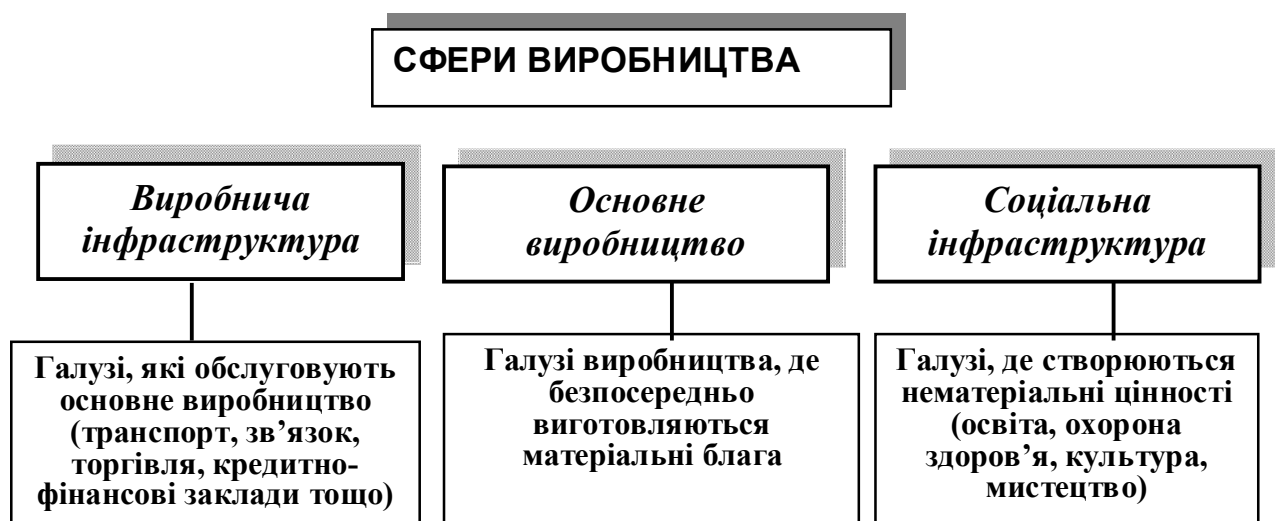 СФЕРИ ВИРОБНИЦТВА
Виробнича
інфраструктура
Основне
виробництво
Соціальна
інфраструктура
Галузі, які обслуговують
основне виробництво
(транспорт, зв’язок,
торгівля, кредитно-
фінансові заклади тощо)
Галузі виробництва, де
безпосередньо
виготовляються
матеріальні блага
Галузі, де створюються
нематеріальні цінності
(освіта, охорона
здоров’я, культура,
мистецтво)